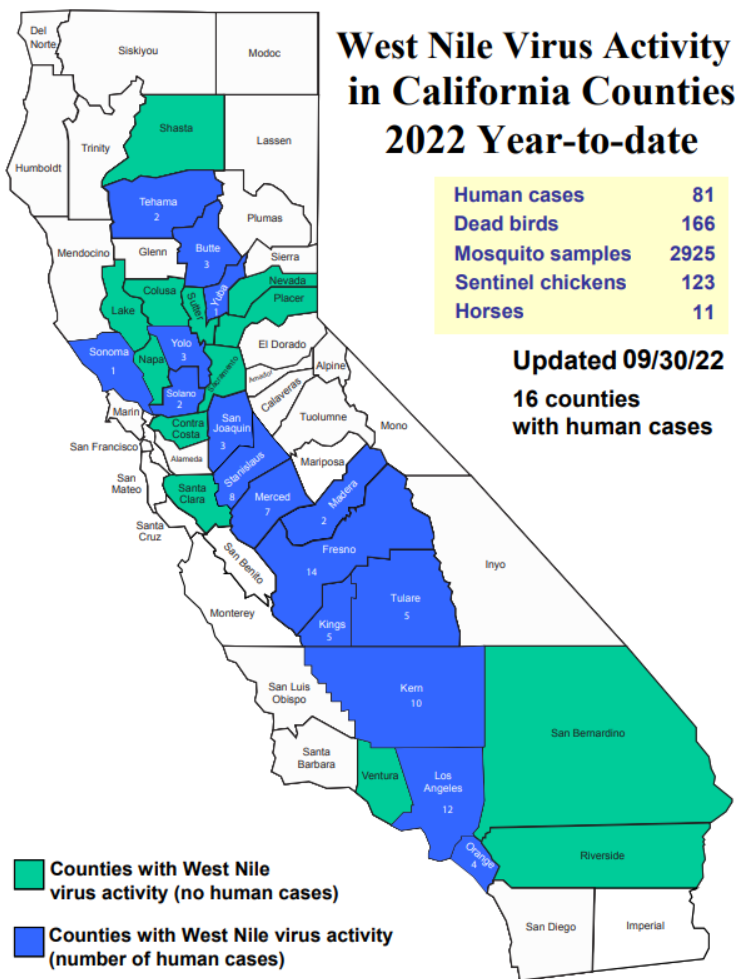 West Nile Virus Activity
in California Counties
2022 Year-to-date
Human cases 81
Dead birds 166
Mosquito samples 2925
Sentinel chickens 123
Horses 11
Updated 09/30/22
16 counties
with human cases
Del
Norte
Siskiyou
Modoc
Shasta
Lassen
Trinity
Humboldt
Tehama
2
Plumas
Mendocino
Glenn
Butte
3
Sierra
Yuba
1
Nevada
Placer
Colusa
Sutter
Lake
Sonoma
1
Napa
Yolo
3
Sacramento
El Dorado
Alpine
Amador
Solano
2
Calaveras
Marin
Contra
Costa
San
Joaquin
3
Tuolumne
Mono
San Francisco
Alameda
Stanislaus
8
Mariposa
San
Mateo
Santa
Clara
Merced
7
Madera
2
Santa
Cruz
San Benito
Fresno
14
Inyo
Monterey
Kings
5
Tulare
5
San Luis
Obispo
Kern
10
San Bernardino
Santa
Barbara
Ventura
Los
Angeles
12
Orange
4
Riverside
San Diego
Imperial
Counties with West Nile
virus activity (no human cases)
Counties with West Nile virus activity
(number of human cases)